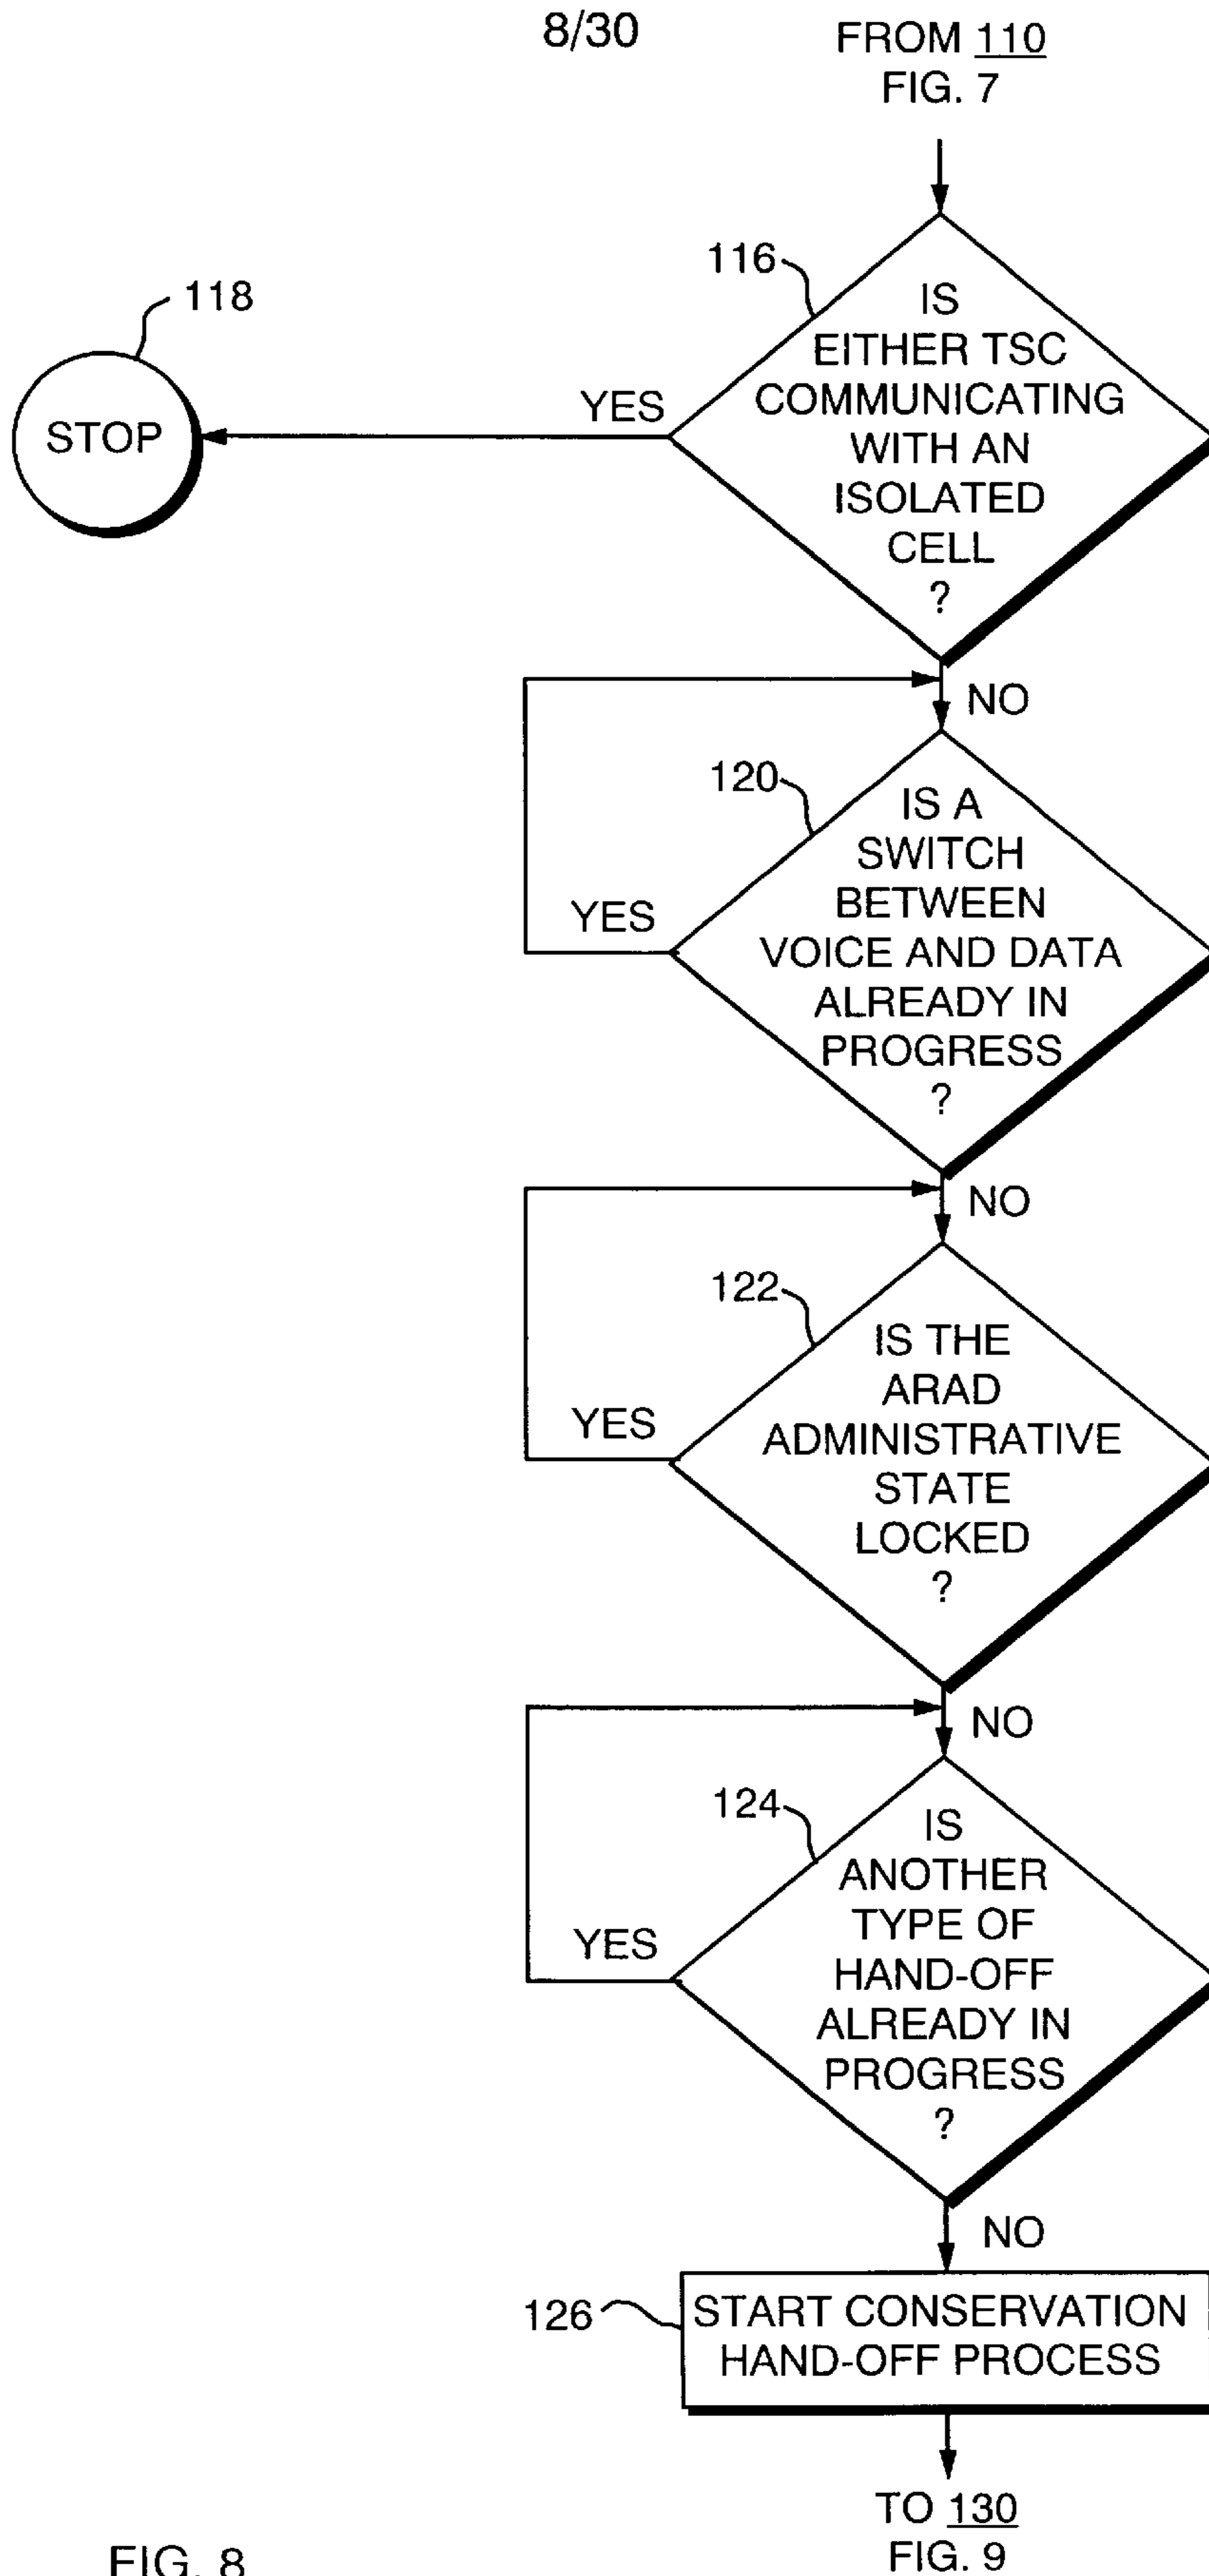 8/30
FROM 110
FIG. 7
116
IS
EITHER TSC
COMMUNICATING
WITH AN
ISOLATED
CELL
?
118
STOP
YES
NO
120
IS A
SWITCH
BETWEEN
VOICE AND DATA
ALREADY IN
PROGRESS
?
YES
NO
122
IS THE
ARAD
ADMINISTRATIVE
STATE
LOCKED
?
YES
NO
124
IS
ANOTHER
TYPE OF
HAND-OFF
ALREADY IN
PROGRESS
?
YES
NO
126
START CONSERVATION
HAND-OFF PROCESS
TO 130
FIG. 9
FIG. 8